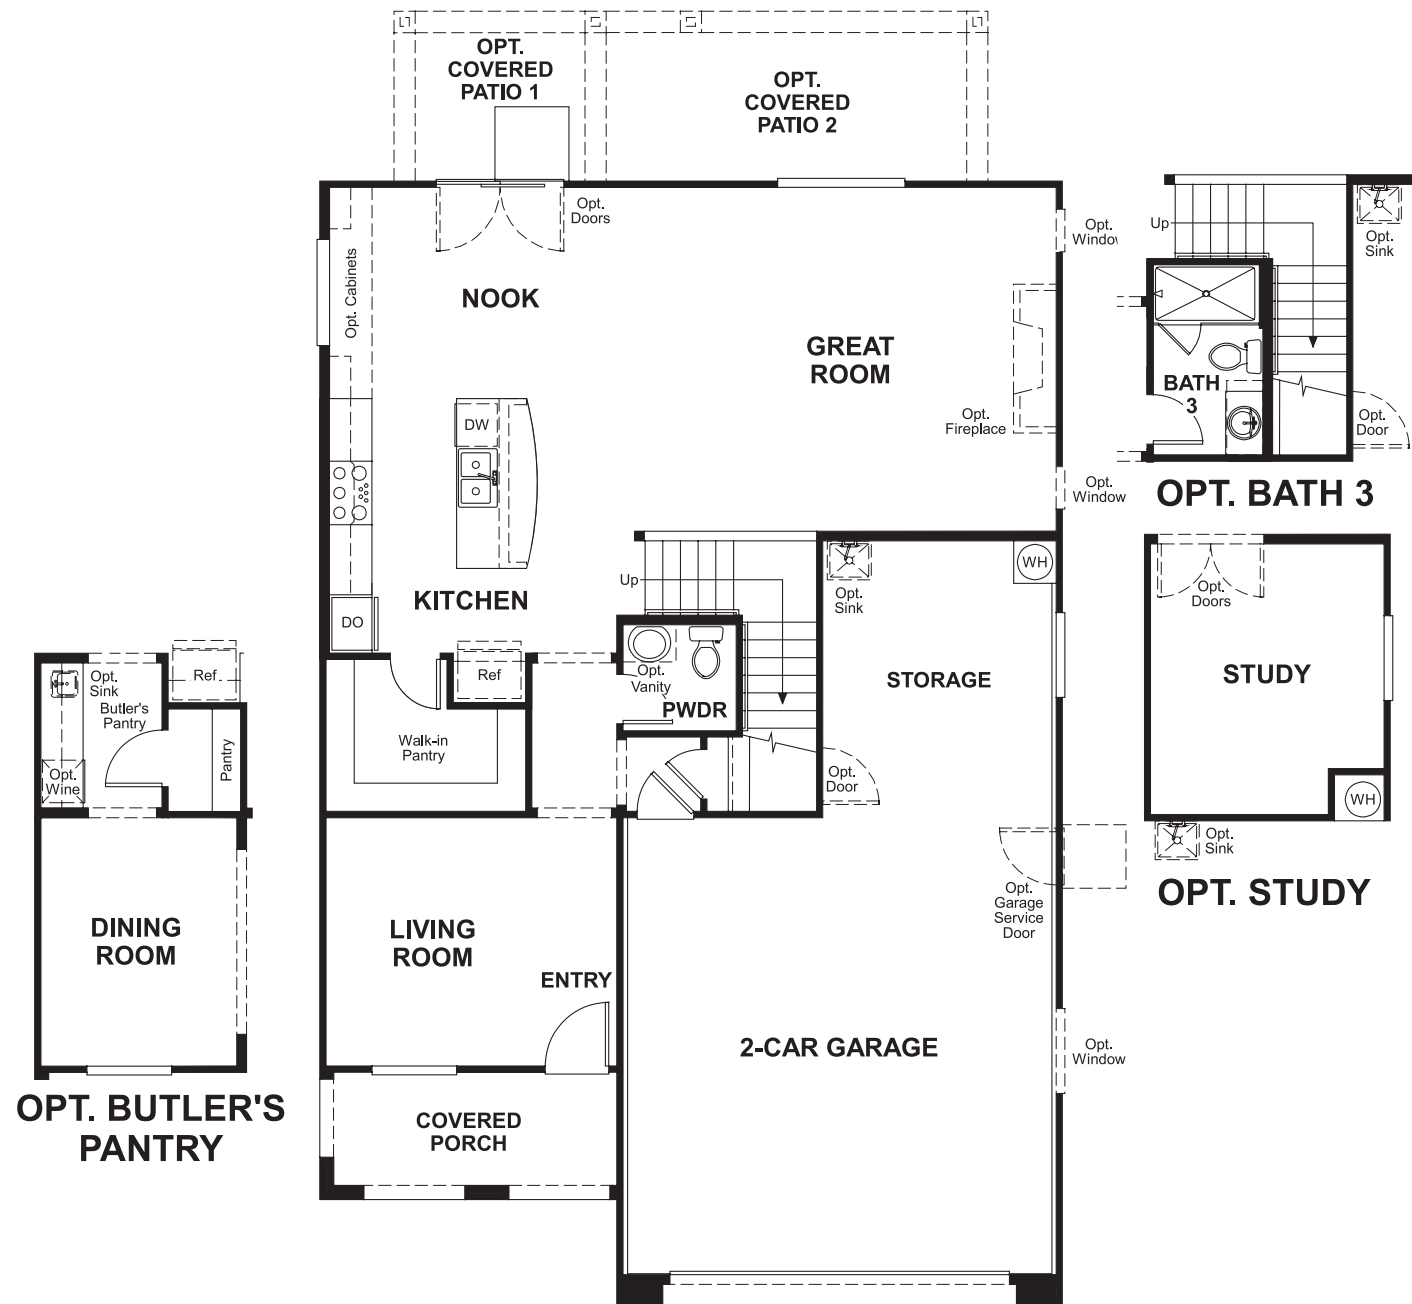 OPT.
COVERED
PATIO 1
OPT.
COVERED
PATIO 2
Opt.
Doors
Opt. Cabinets
NOOK
GREAT
ROOM
Opt.
Window
Opt.
Fireplace
Opt.
Window
DW
KITCHEN
DO
Up
Opt.
Sink
WH
Ref
Opt.
Vanity
PWDR
STORAGE
Walk-in
Pantry
Opt.
Door
Opt.
Garage
Service
Door
LIVING
ROOM
ENTRY
2-CAR GARAGE
Opt.
Window
COVERED
PORCH
Ref
Opt.
Sink
Butler's
Pantry
Pantry
Opt.
Wine
DINING
ROOM
OPT. BUTLER'S
PANTRY
Up
Opt.
Sink
BATH
3
Opt.
Door
OPT. BATH 3
Opt.
Doors
STUDY
WH
Opt.
Sink
OPT. STUDY